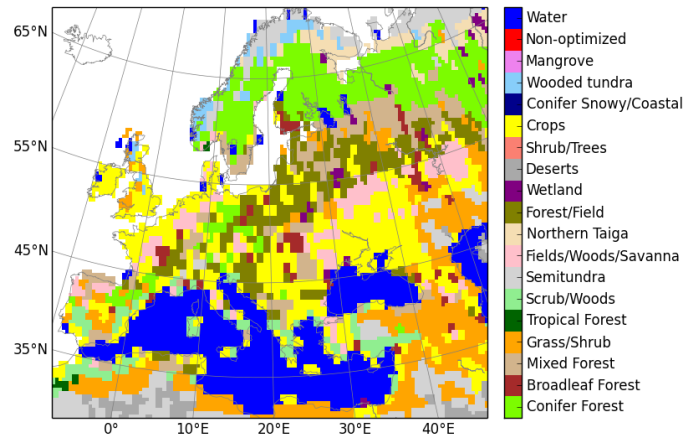 65°N
55°N
45°N
35°N
0°
10°E
20°E
30°E
40°E
Water
Non-optimized
Mangrove
Wooded tundra
Conifer Snowy/Coastal
Crops
Shrub/Trees
Deserts
Wetland
Forest/Field
Northern Taiga
Fields/Woods/Savanna
Semitundra
Scrub/Woods
Tropical Forest
Grass/Shrub
Mixed Forest
Broadleaf Forest
Conifer Forest